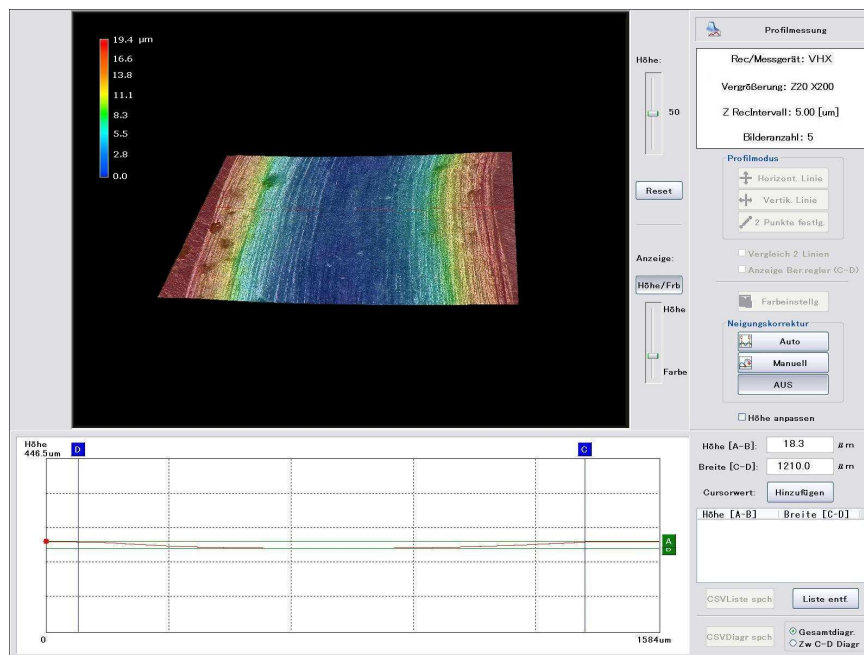 19.4 µm
16.6
13.8
11.1
8.3
5.5
2.8
0.0
Höhe:
50
Reset
Anzeige:
Höhe/Frb
Höhe
Farbe
Profilmessung
Rec/Messgerät: VHX
Vergrößerung: Z20 X200
Z RecIntervall: 5.00 [um]
Bilderanzahl: 5
Profilmodus
Horizont. Linie
Vertik. Linie
2 Punkte festlg.
Vergleich 2 Linien
Anzeige Ber.regler (C-D)
Farbeinstellg
Neigungskorrektur
Auto
Manuell
AUS
Höhe anpassen
Höhe
446.5um
D
C
A
0
1584um
Höhe [A-B]: 18.3 µm
Breite [C-D]: 1210.0 µm
Cursorwert: Hinzufügen
Höhe [A-B] Breite [C-D]
CSVListe spch Liste entf.
CSVDiagr spch
Gesamtdiagr.
Zw C-D Diagr